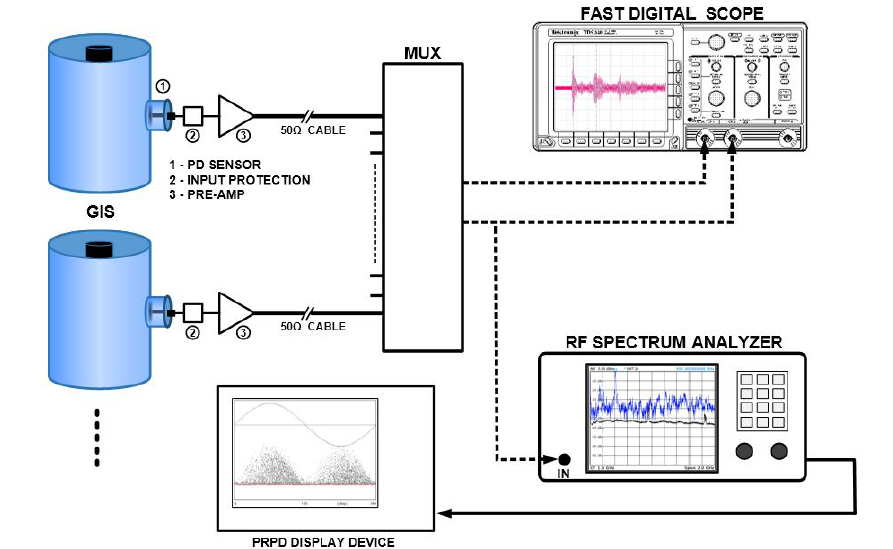 FAST DIGITAL SCOPE
MUX
Tektronix
①
②
③
50Ω CABLE
1 - PD SENSOR
2 - INPUT PROTECTION
3 - PRE-AMP
GIS
②
③
50Ω CABLE
RF SPECTRUM ANALYZER
IN
PRPD DISPLAY DEVICE